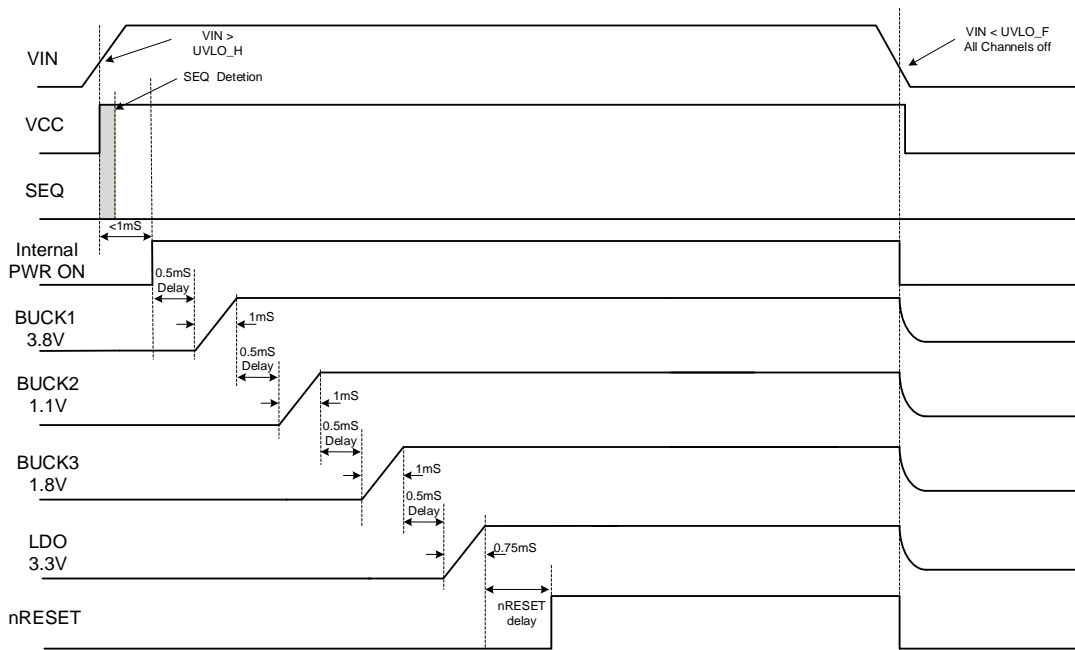 VIN
VIN >
UVLO_H
VIN < UVLO_F
All Channels off
SEQ Detetion
VCC
SEQ
<1mS
Internal
PWR ON
0.5mS
Delay
BUCK1
3.8V
1mS
0.5mS
Delay
BUCK2
1.1V
1mS
0.5mS
Delay
BUCK3
1.8V
1mS
0.5mS
Delay
LDO
3.3V
0.75mS
nRESET
delay
nRESET